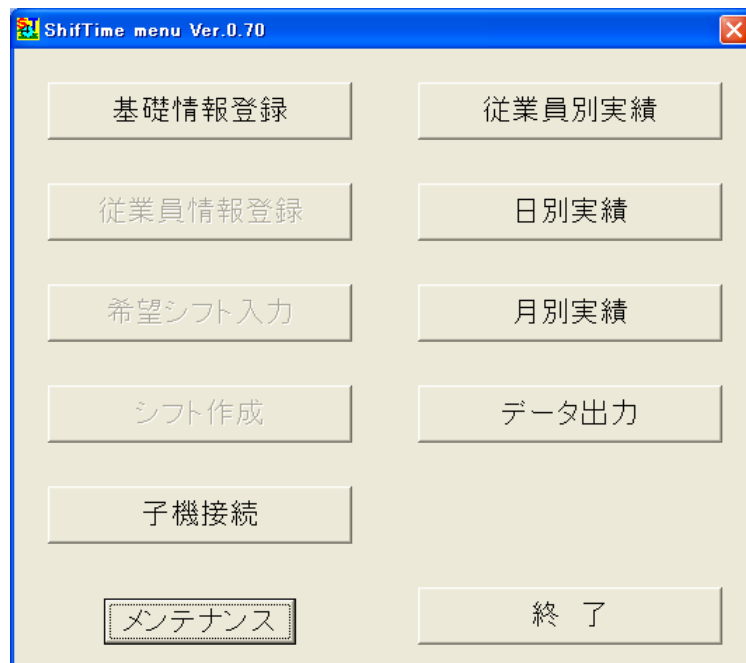 ShifTime menu Ver.0.70
基礎情報登録
従業員別実績
従業員情報登録
日別実績
希望シフト入力
月別実績
シフト作成
データ出力
子機接続
メンテナンス
終 了